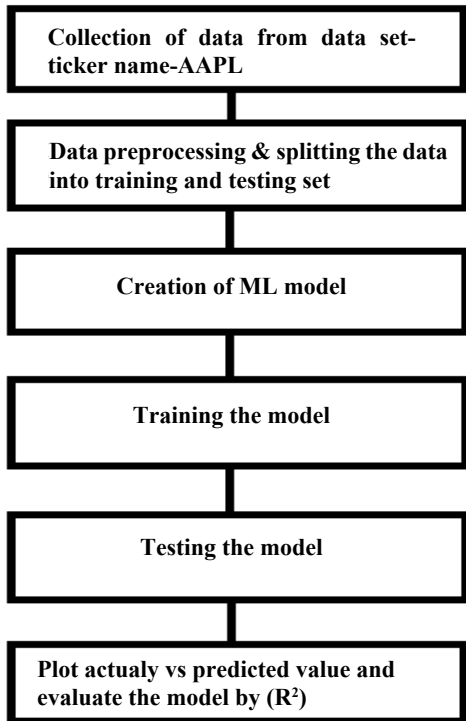 Collection of data from data set-
ticker name-AAPL
Data preprocessing & splitting the data
into training and testing set
Creation of ML model
Training the model
Testing the model
Plot actualy vs predicted value and
evaluate the model by (R²)